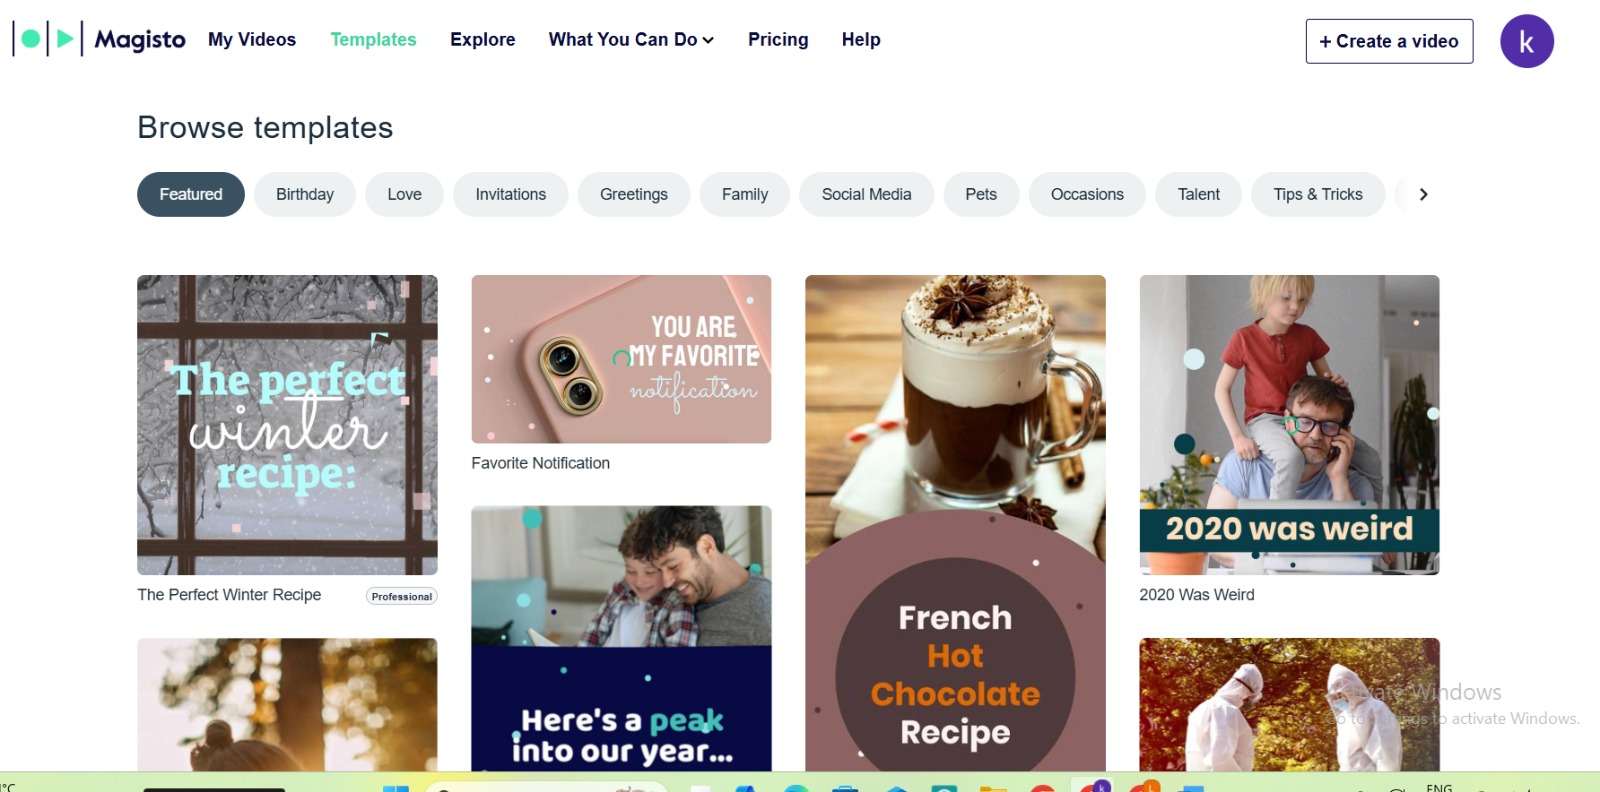 Magisto My Videos Templates Explore What You Can Do Pricing Help + Create a video k
Browse templates
Featured Birthday Love Invitations Greetings Family Social Media Pets Occasions Talent Tips & Tricks
The perfect
winter
recipe:
The Perfect Winter Recipe Professional
YOU ARE
MY FAVORITE
notification
Favorite Notification
Here's a peak
into our year...
French
Hot
Chocolate
Recipe
2020 was weird
2020 Was Weird
Activate Windows
Go to Settings to activate Windows.
°C
k
ENG